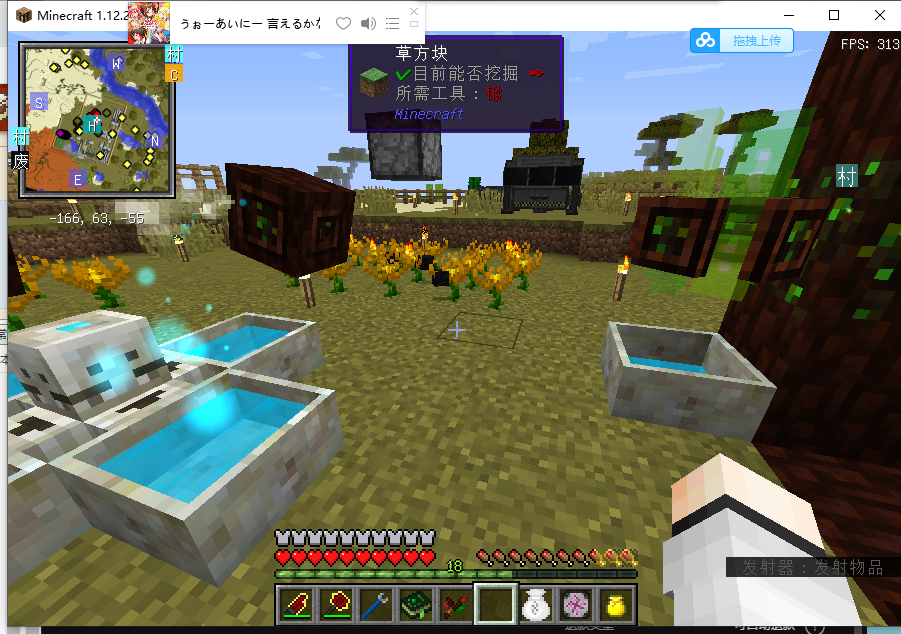 Minecraft 1.12.2
うぉーあいにー 言えるかな
拖拽上传
FPS: 313
草方块
目前能否挖掘
所需工具：锹
Minecraft
村
C
W
S
H
N
E
村
废
村
-166, 63, -55
发射器：发射物品
18